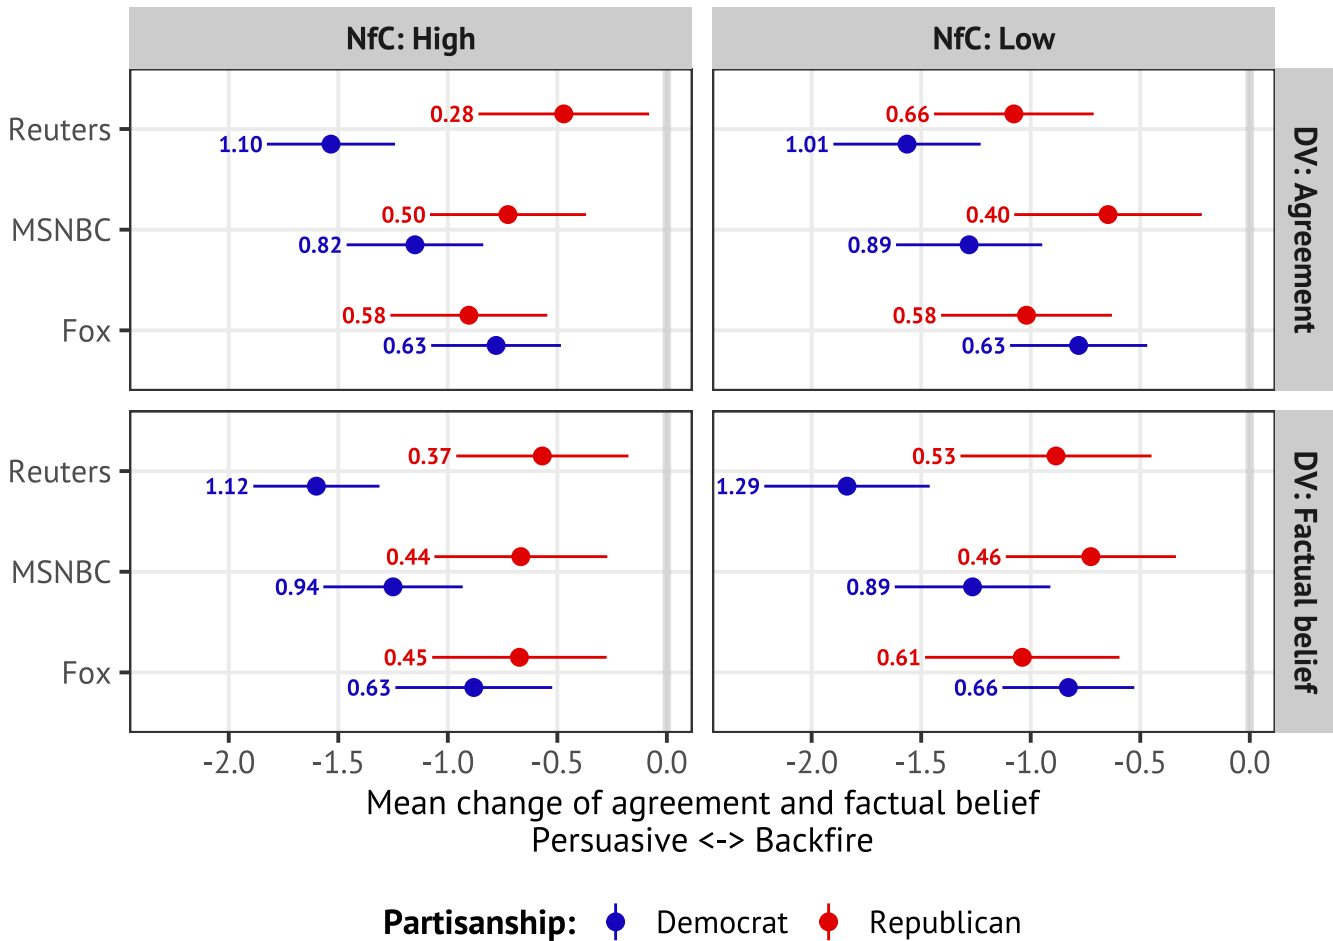 NfC: High
NfC: Low
Reuters
0.28
1.10
0.66
1.01
MSNBC
0.50
0.82
0.40
0.89
Fox
0.58
0.63
0.58
0.63
DV: Agreement
Reuters
0.37
1.12
0.53
1.29
MSNBC
0.44
0.94
0.46
0.89
Fox
0.45
0.63
0.61
0.66
DV: Factual belief
-2.0 -1.5 -1.0 -0.5 0.0
-2.0 -1.5 -1.0 -0.5 0.0
Mean change of agreement and factual belief
Persuasive <-> Backfire
Partisanship: Democrat Republican